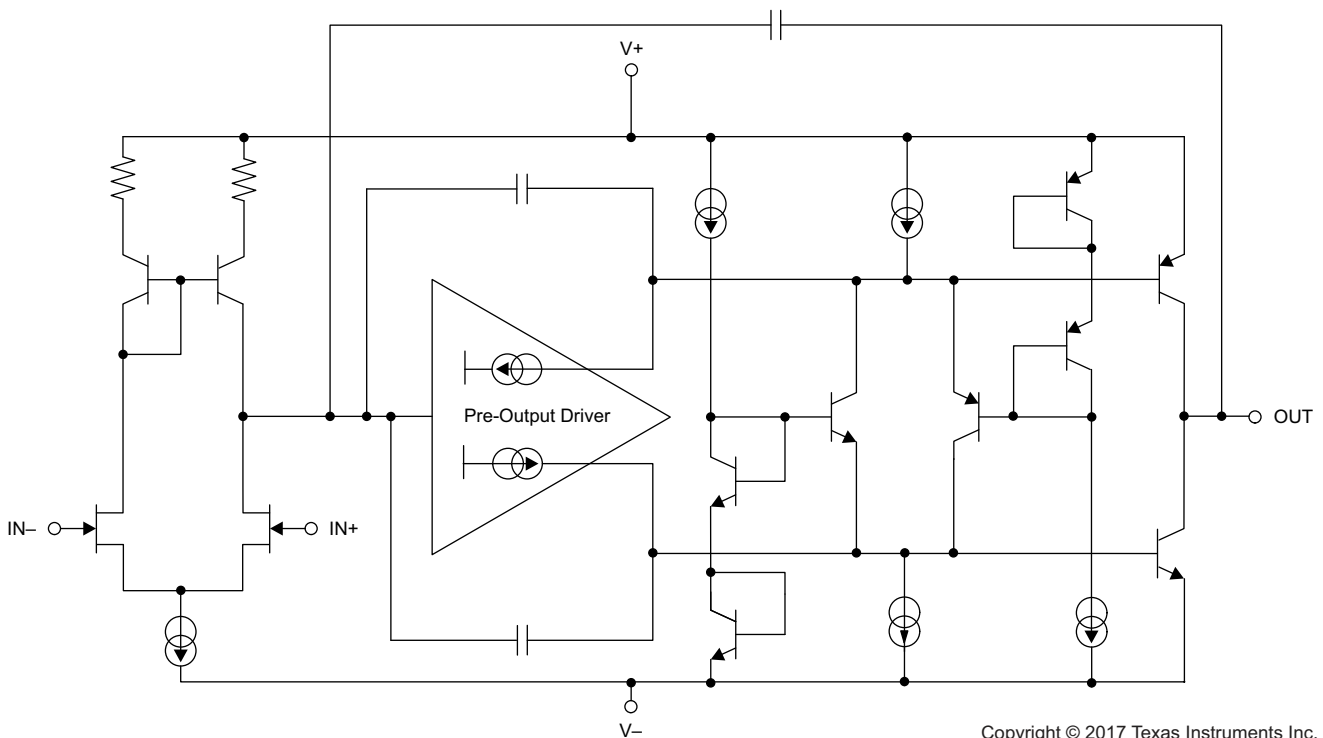 V+
Pre-Output Driver
OUT
IN–
IN+
V–
Copyright © 2017 Texas Instruments Inc.